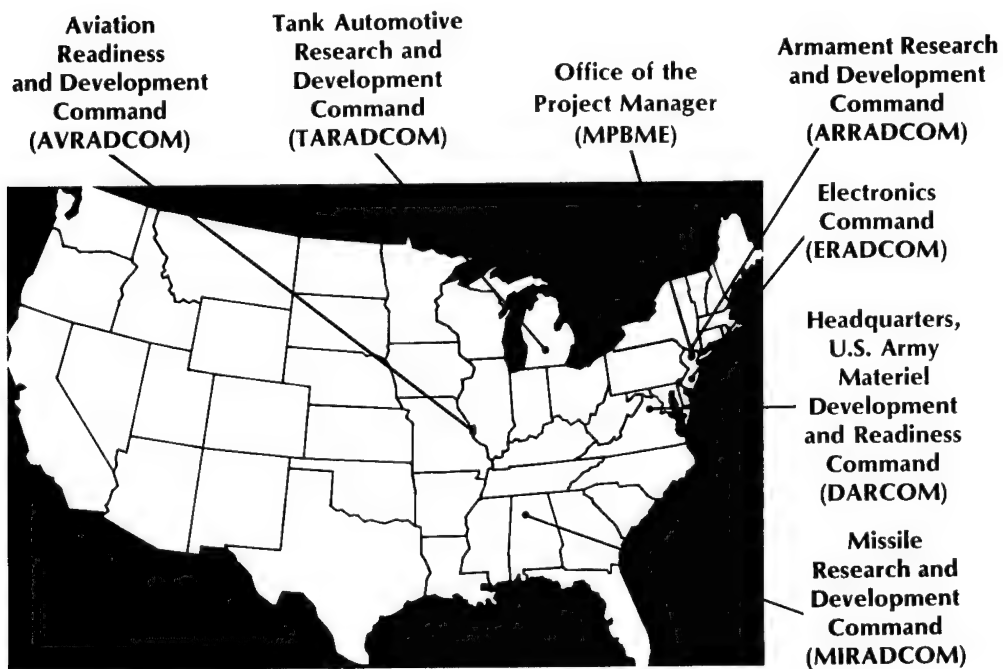 Aviation
Readiness
and Development
Command
(AVRADCOM)
Tank Automotive
Research and
Development
Command
(TARADCOM)
Office of the
Project Manager
(MPBME)
Armament Research
and Development
Command
(ARRADCOM)
Electronics
Command
(ERADCOM)
Headquarters,
U.S. Army
Materiel
Development
and Readiness
Command
(DARCOM)
Missile
Research and
Development
Command
(MIRADCOM)